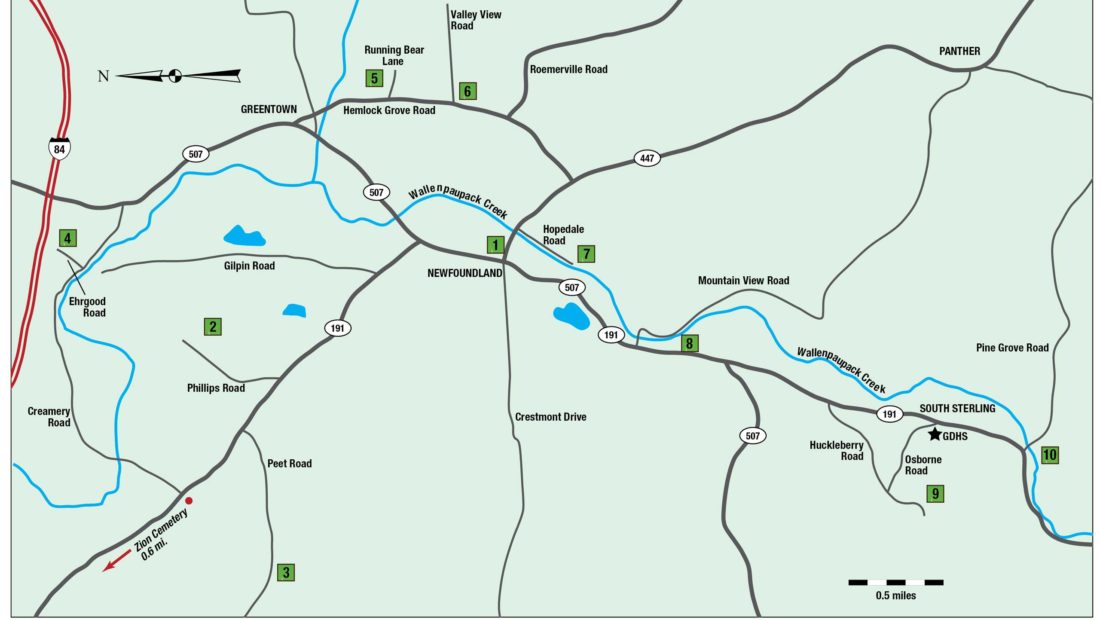 Valley View
Road
Running Bear
Lane
5
6
Roemerville Road
PANTHER
N
GREENTOWN
Hemlock Grove Road
84
507
447
507
Wallenpaupack Creek
4
1
Hopedale
Road
7
Gilpin Road
NEWFOUNDLAND
507
Mountain View Road
Ehrgood
Road
2
191
191
8
Pine Grove Road
Wallenpaupack Creek
Phillips Road
Creamery
Road
Crestmont Drive
191
SOUTH STERLING
GDHS
507
Huckleberry
Road
Osborne
Road
10
Peet Road
9
Zion Cemetery
0.6 mi.
3
0.5 miles